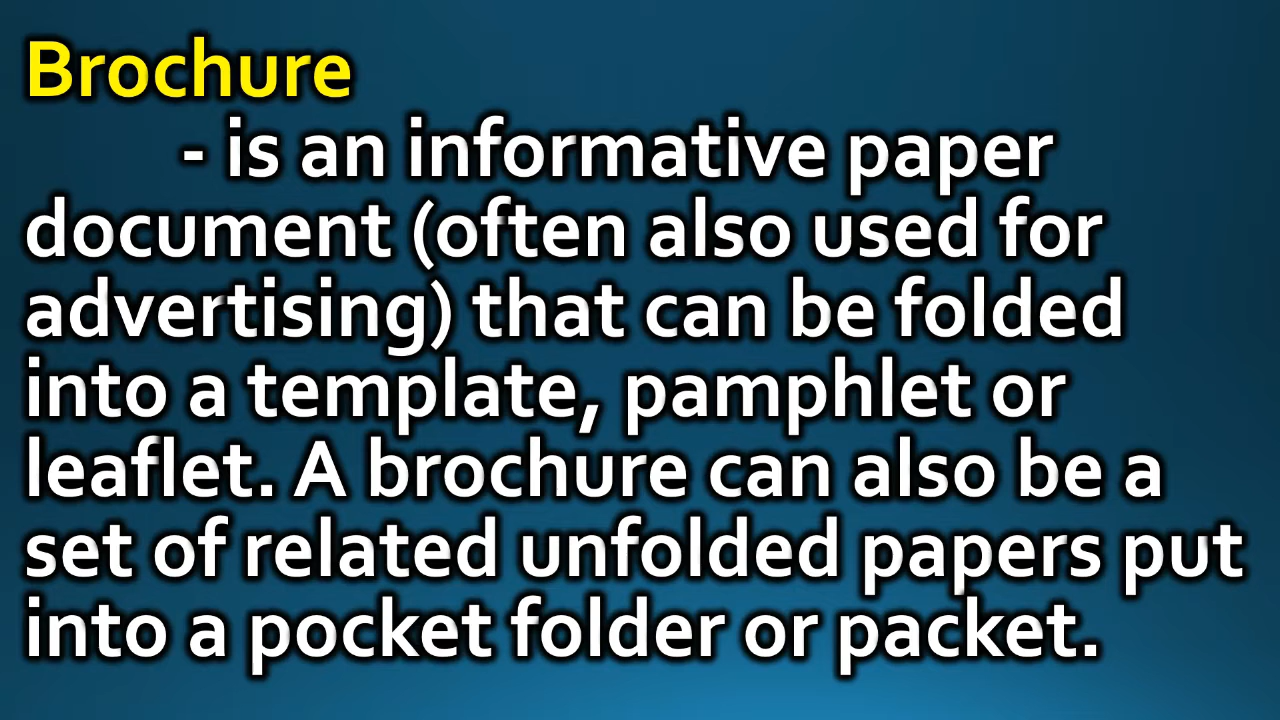 Brochure
- is an informative paper
document (often also used for
advertising) that can be folded
into a template, pamphlet or
leaflet. A brochure can also be a
set of related unfolded papers put
into a pocket folder or packet.